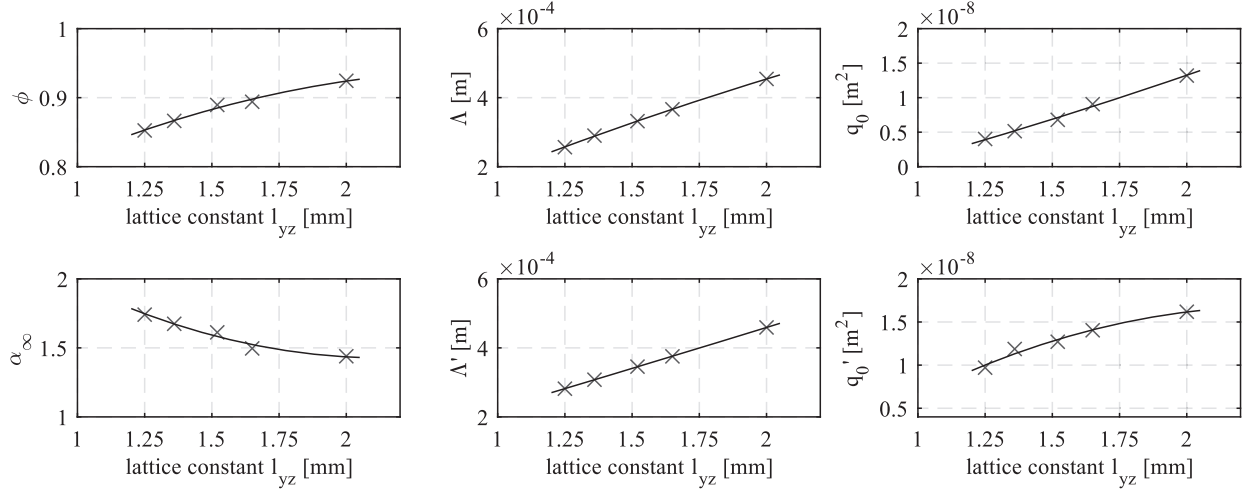 ×10⁻⁴
×10⁻⁸
1
0.9
0.8
ϕ
1 1.25 1.5 1.75 2
lattice constant l_yz [mm]
6
4
2
Λ [m]
1 1.25 1.5 1.75 2
lattice constant l_yz [mm]
2
1.5
1
0.5
0
q₀ [m²]
1 1.25 1.5 1.75 2
lattice constant l_yz [mm]
×10⁻⁴
×10⁻⁸
2
1.5
1
α∞
1 1.25 1.5 1.75 2
lattice constant l_yz [mm]
6
4
2
Λ' [m]
1 1.25 1.5 1.75 2
lattice constant l_yz [mm]
2
1.5
1
0.5
q₀' [m²]
1 1.25 1.5 1.75 2
lattice constant l_yz [mm]